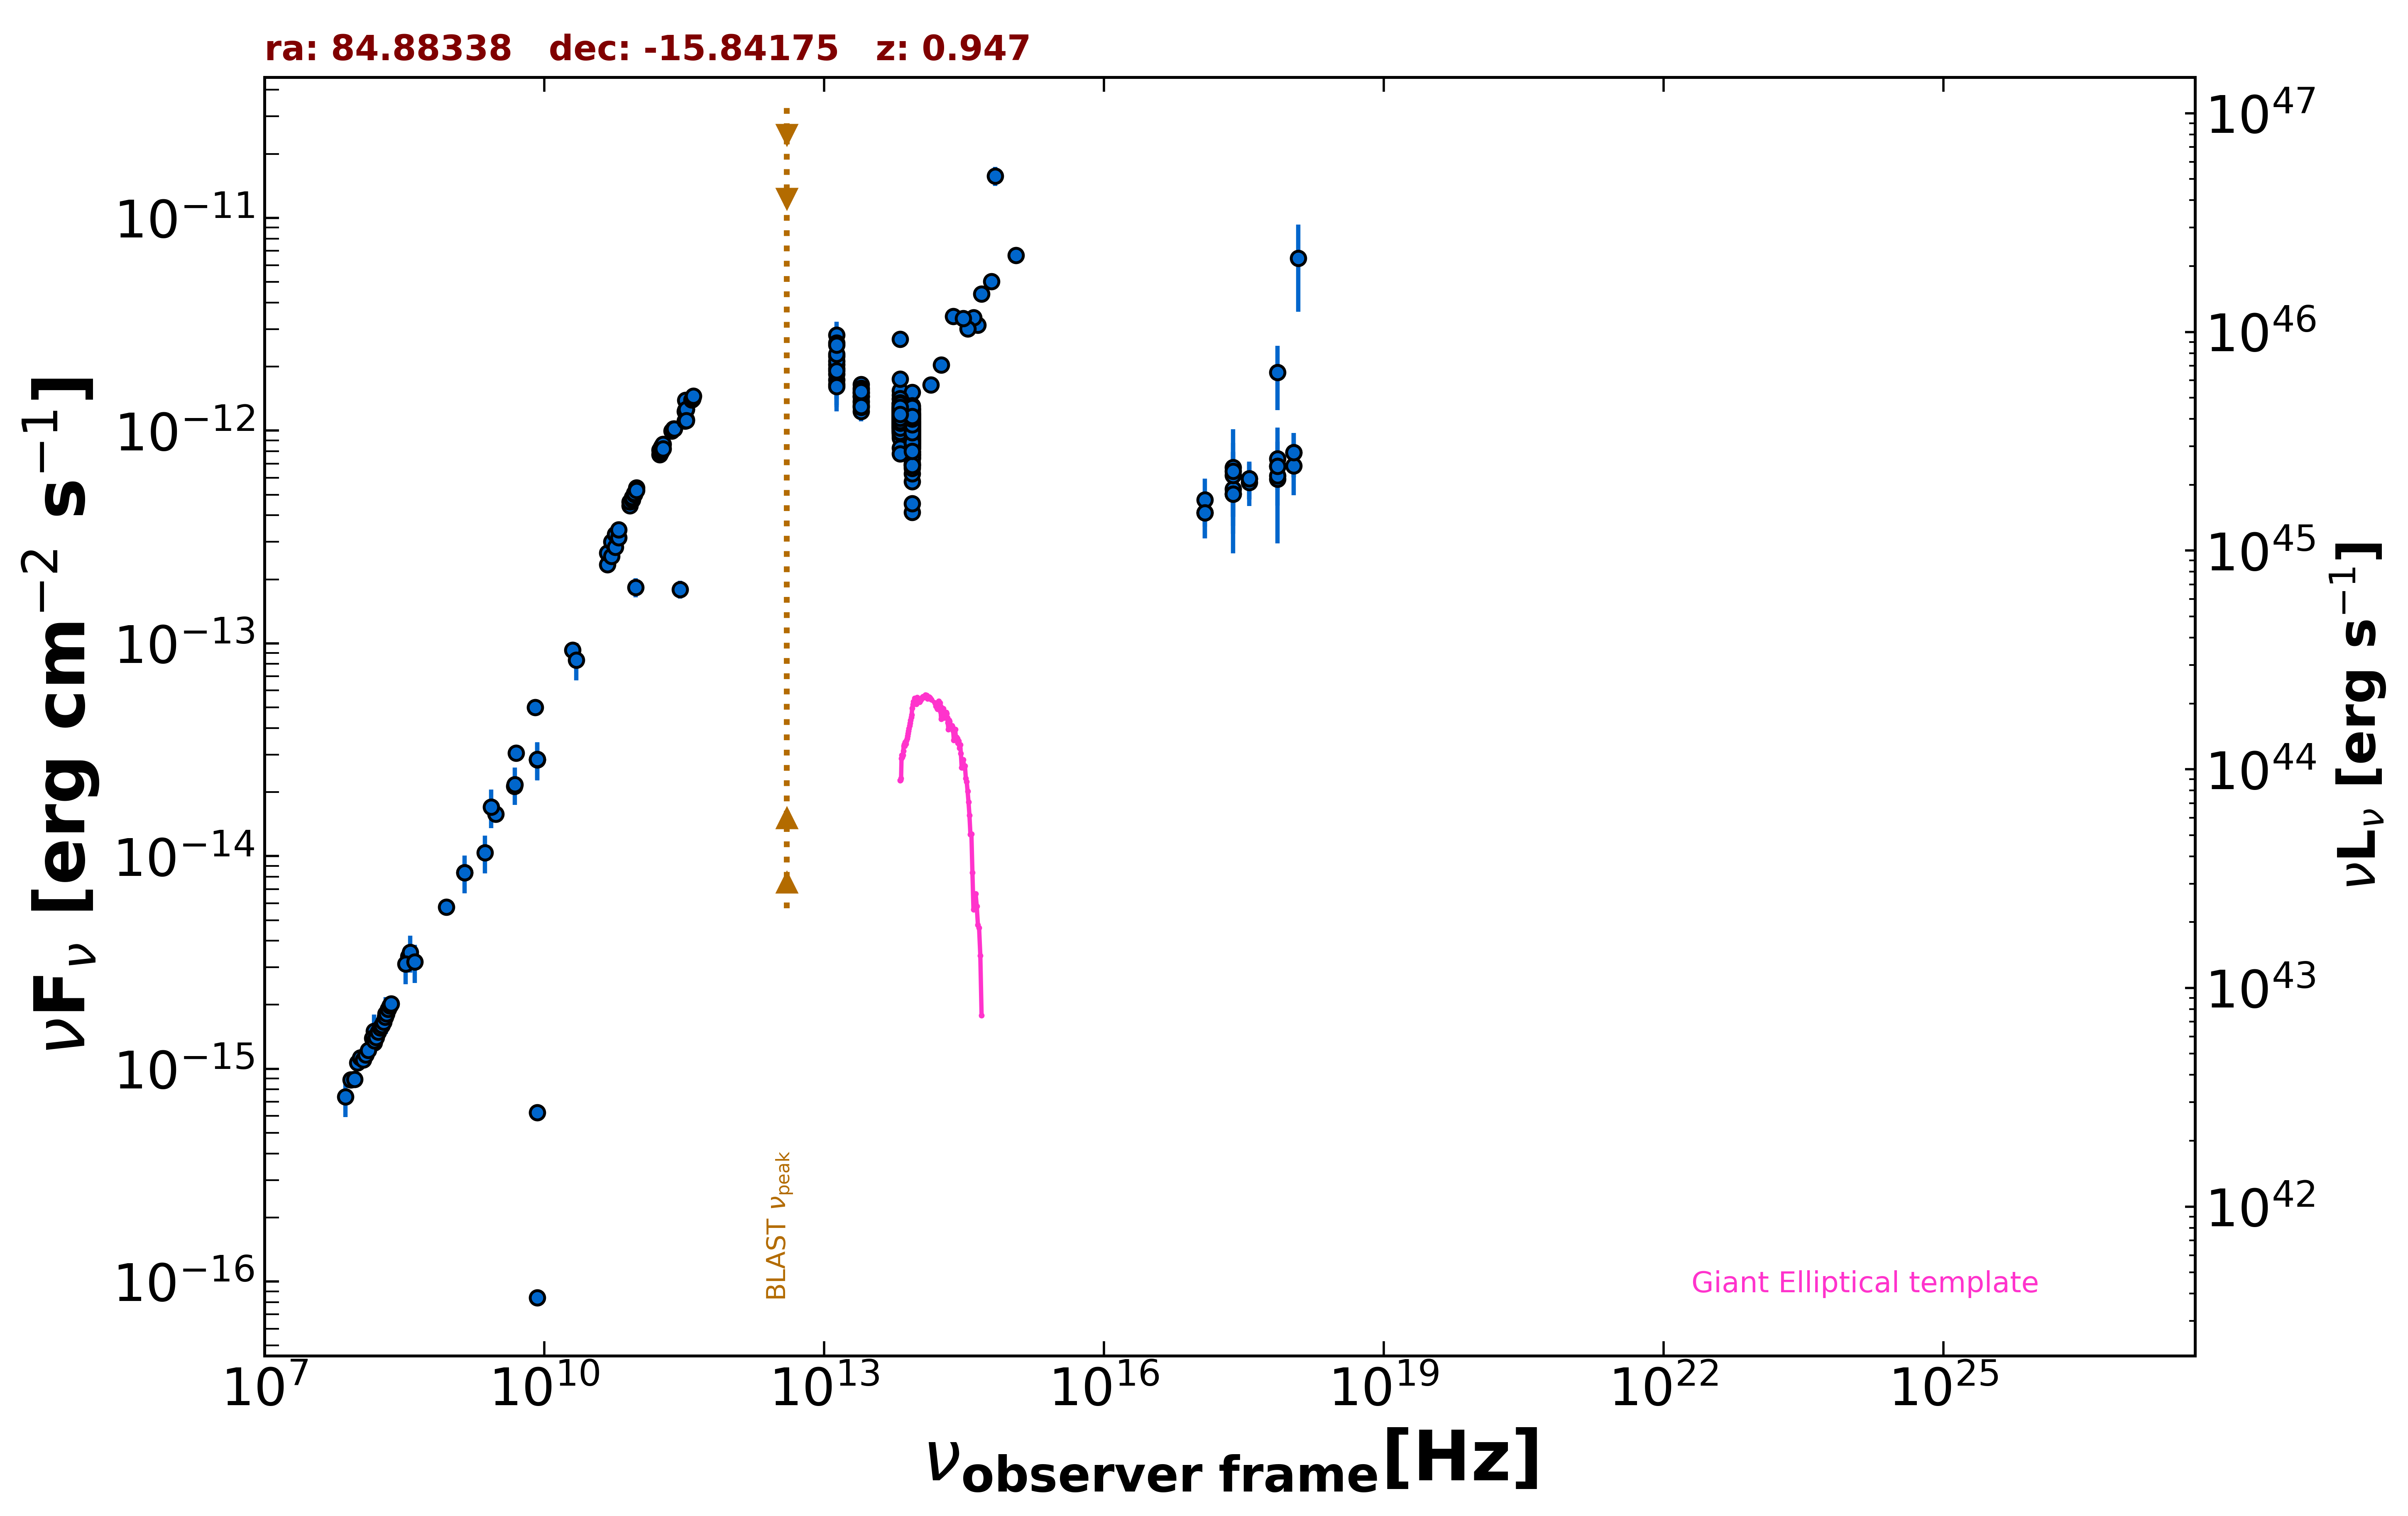 ra: 84.88338 dec: -15.84175 z: 0.947
νF_ν [erg cm^−2 s^−1]
10^−11
10^−12
10^−13
10^−14
10^−15
10^−16
10^47
10^46
10^45
10^44
10^43
10^42
νL_ν [erg s^−1]
BLAST ν_peak
Giant Elliptical template
10^7 10^10 10^13 10^16 10^19 10^22 10^25
ν_observer frame [Hz]